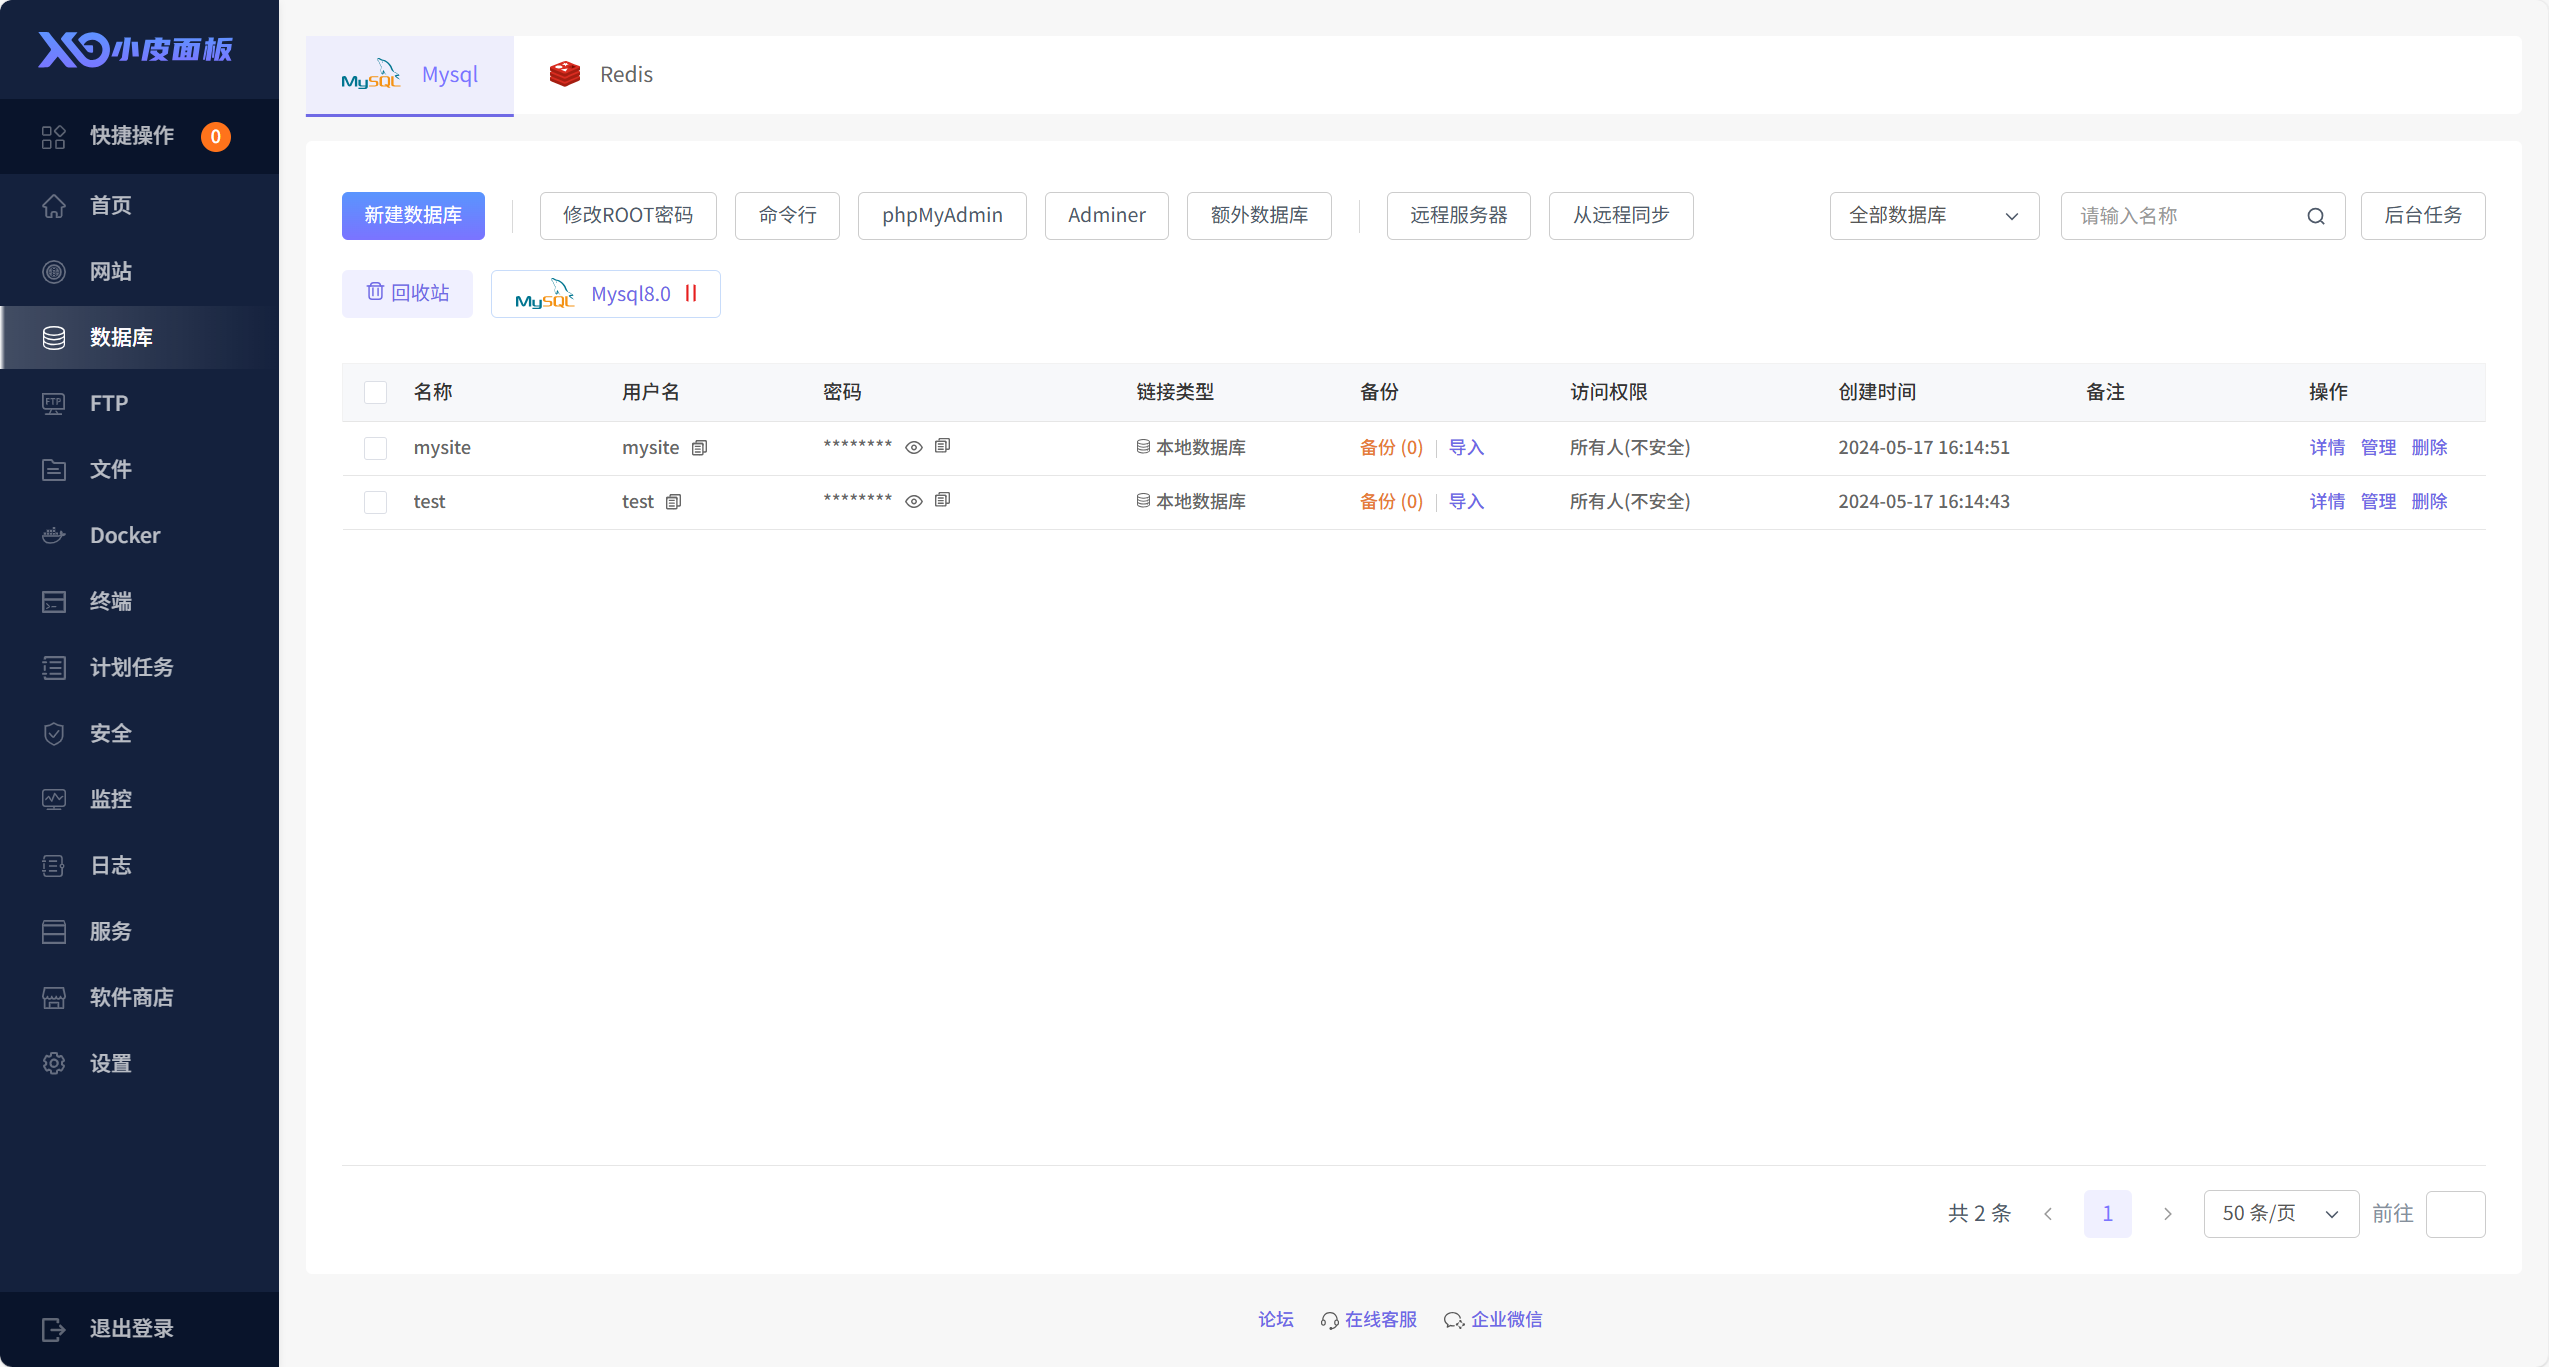 小皮面板
快捷操作 0
首页
网站
数据库
FTP
文件
Docker
终端
计划任务
安全
监控
日志
服务
软件商店
设置
退出登录
MySQL Mysql Redis
新建数据库 修改ROOT密码 命令行 phpMyAdmin Adminer 额外数据库 远程服务器 从远程同步 全部数据库 请输入名称 后台任务
回收站 MySQL Mysql8.0
名称 用户名 密码 链接类型 备份 访问权限 创建时间 备注 操作
mysite mysite ******** 本地数据库 备份 (0) 导入 所有人(不安全) 2024-05-17 16:14:51 详情 管理 删除
test test ******** 本地数据库 备份 (0) 导入 所有人(不安全) 2024-05-17 16:14:43 详情 管理 删除
共 2 条 1 50 条/页 前往
论坛 在线客服 企业微信